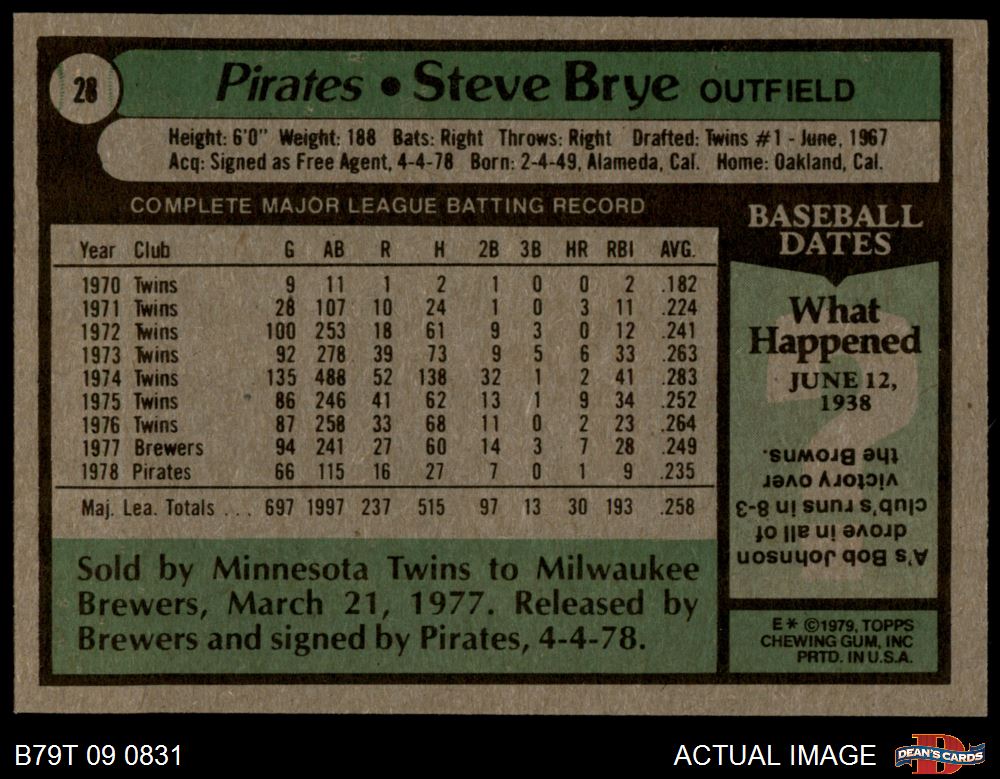 28
Pirates • Steve Brye OUTFIELD
Height: 6'0" Weight: 188 Bats: Right Throws: Right Drafted: Twins #1 - June, 1967
Acq: Signed as Free Agent, 4-4-78 Born: 2-4-49, Alameda, Cal. Home: Oakland, Cal.
COMPLETE MAJOR LEAGUE BATTING RECORD
Year Club G AB R H 2B 3B HR RBI AVG.
1970 Twins 9 11 1 2 1 0 0 2 .182
1971 Twins 28 107 10 24 1 0 3 11 .224
1972 Twins 100 253 18 61 9 3 0 12 .241
1973 Twins 92 278 39 73 9 5 6 33 .263
1974 Twins 135 488 52 138 32 1 2 41 .283
1975 Twins 86 246 41 62 13 1 9 34 .252
1976 Twins 87 258 33 68 11 0 2 23 .264
1977 Brewers 94 241 27 60 14 3 7 28 .249
1978 Pirates 66 115 16 27 7 0 1 9 .235
Maj. Lea. Totals . . . 697 1997 237 515 97 13 30 193 .258
Sold by Minnesota Twins to Milwaukee
Brewers, March 21, 1977. Released by
Brewers and signed by Pirates, 4-4-78.
BASEBALL
DATES
What
Happened
JUNE 12,
1938
A's Bob Johnson
drove in all of
club's runs in 8-3
victory over
the Browns.
E* ©1979, TOPPS
CHEWING GUM, INC
PRTD. IN U.S.A.
B79T 09 0831
ACTUAL IMAGE
DEAN'S CARDS